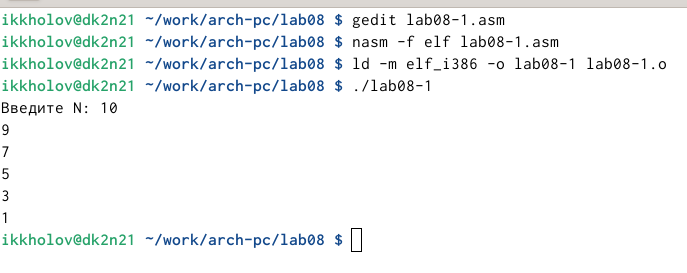 ikkholov@dk2n21 ~/work/arch-pc/lab08 $ gedit lab08-1.asm
ikkholov@dk2n21 ~/work/arch-pc/lab08 $ nasm -f elf lab08-1.asm
ikkholov@dk2n21 ~/work/arch-pc/lab08 $ ld -m elf_i386 -o lab08-1 lab08-1.o
ikkholov@dk2n21 ~/work/arch-pc/lab08 $ ./lab08-1
Введите N: 10
9
7
5
3
1
ikkholov@dk2n21 ~/work/arch-pc/lab08 $